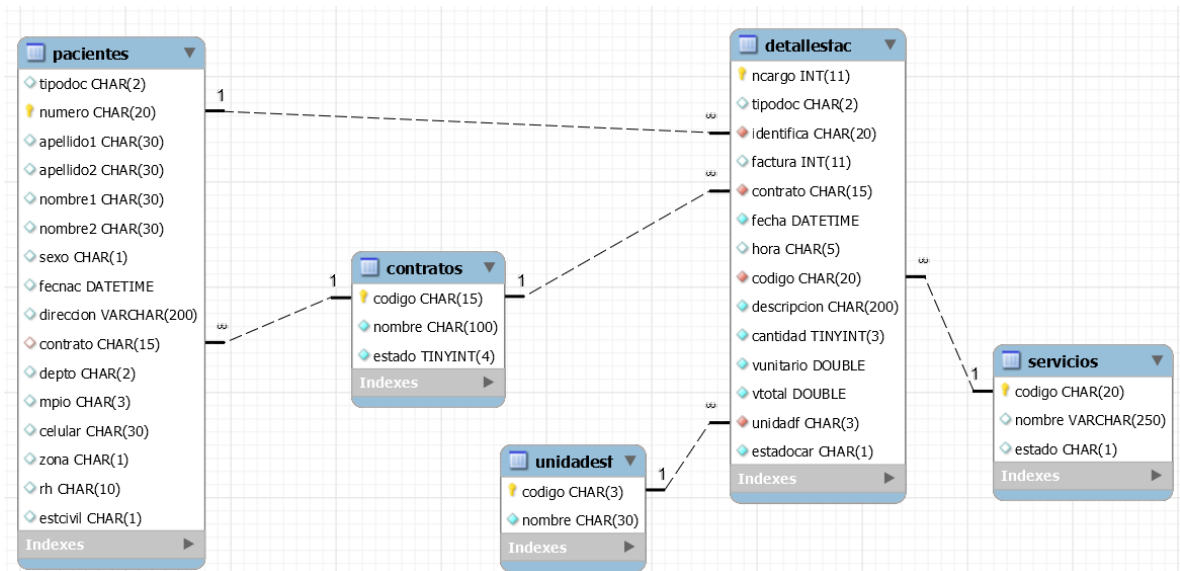 pacientes
tipodoc CHAR(2)
numero CHAR(20)
apellido1 CHAR(30)
apellido2 CHAR(30)
nombre1 CHAR(30)
nombre2 CHAR(30)
sexo CHAR(1)
fecnac DATETIME
direccion VARCHAR(200)
contrato CHAR(15)
depto CHAR(2)
mpio CHAR(3)
celular CHAR(30)
zona CHAR(1)
rh CHAR(10)
estcivil CHAR(1)
Indexes
1
∞
contratos
codigo CHAR(15)
nombre CHAR(100)
estado TINYINT(4)
Indexes
1
1
unidadesf
codigo CHAR(3)
nombre CHAR(30)
Indexes
1
detallesfac
ncargo INT(11)
tipodoc CHAR(2)
identifica CHAR(20)
factura INT(11)
contrato CHAR(15)
fecha DATETIME
hora CHAR(5)
codigo CHAR(20)
descripcion CHAR(200)
cantidad TINYINT(3)
vunitario DOUBLE
vtotal DOUBLE
unidadf CHAR(3)
estadocar CHAR(1)
Indexes
∞
∞
∞
∞
1
servicios
codigo CHAR(20)
nombre VARCHAR(250)
estado CHAR(1)
Indexes